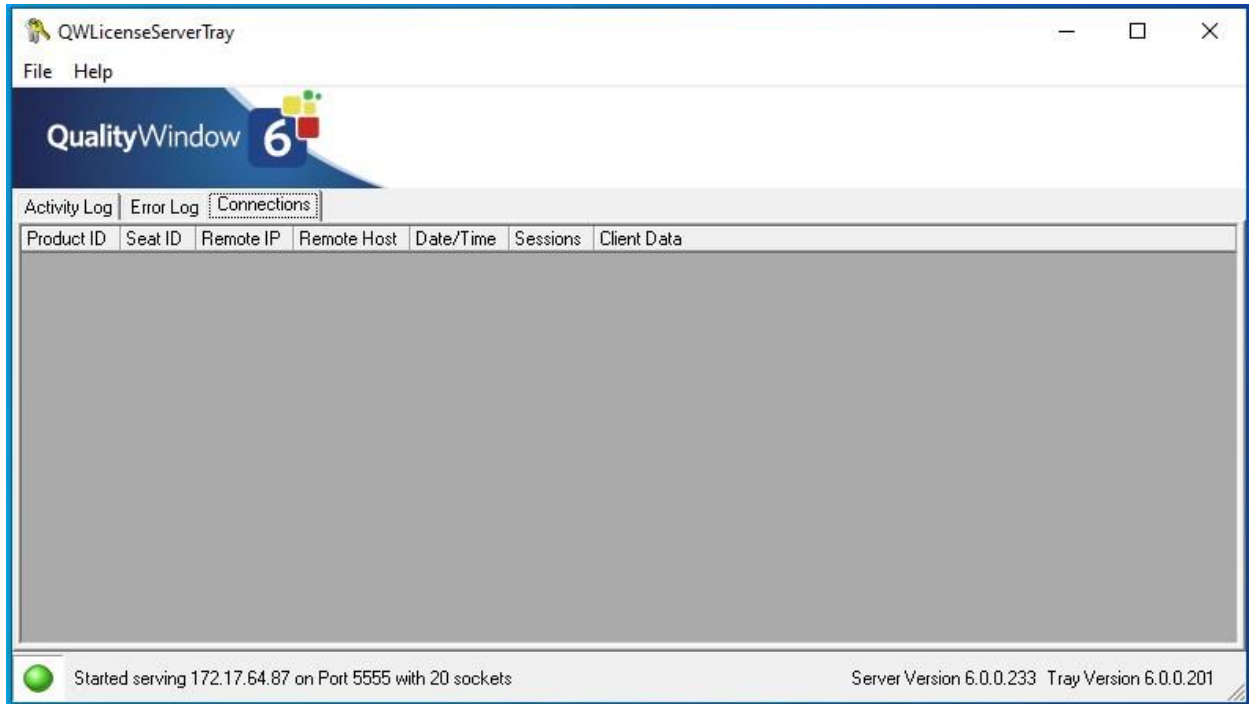 QWLicenseServerTray
File Help
QualityWindow 6
Activity Log Error Log Connections
Product ID Seat ID Remote IP Remote Host Date/Time Sessions Client Data
Started serving 172.17.64.87 on Port 5555 with 20 sockets Server Version 6.0.0.233 Tray Version 6.0.0.201